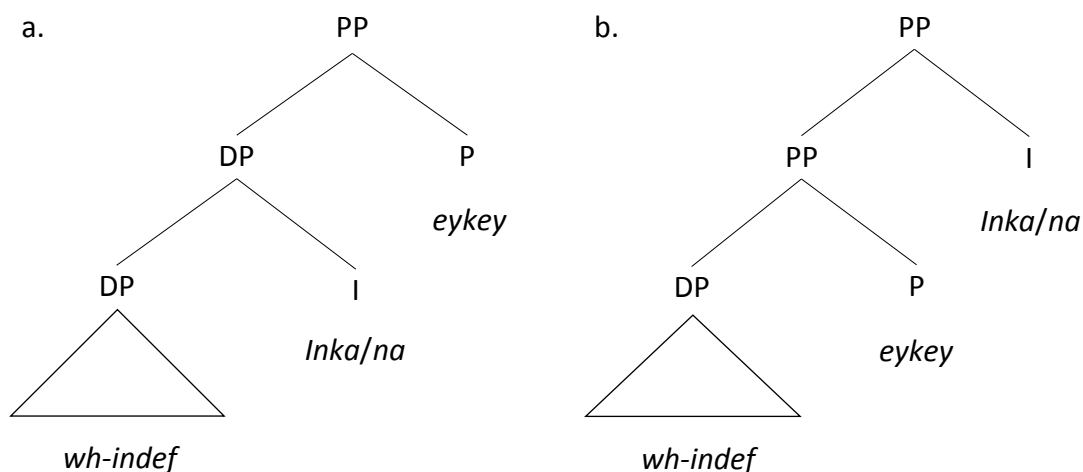 a. PP b. PP
DP P PP I
eykey Inka/na
DP I DP P
Inka/na eykey
wh-indef wh-indef